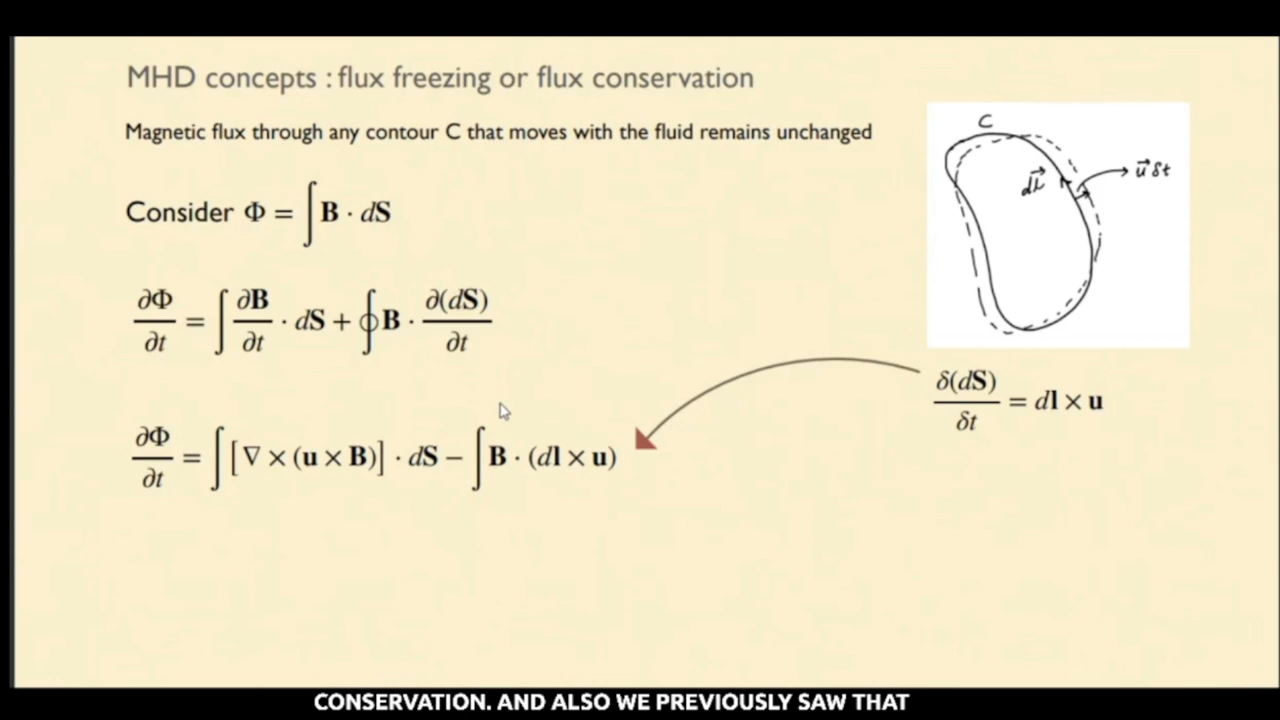 MHD concepts : flux freezing or flux conservation
Magnetic flux through any contour C that moves with the fluid remains unchanged
C
dl⃗
u⃗ δt
Consider Φ = ∫ B · dS
∂Φ/∂t = ∫ ∂B/∂t · dS + ∮ B · ∂(dS)/∂t
δ(dS)/δt = dl × u
∂Φ/∂t = ∫ [∇ × (u × B)] · dS − ∫ B · (dl × u)
CONSERVATION. AND ALSO WE PREVIOUSLY SAW THAT